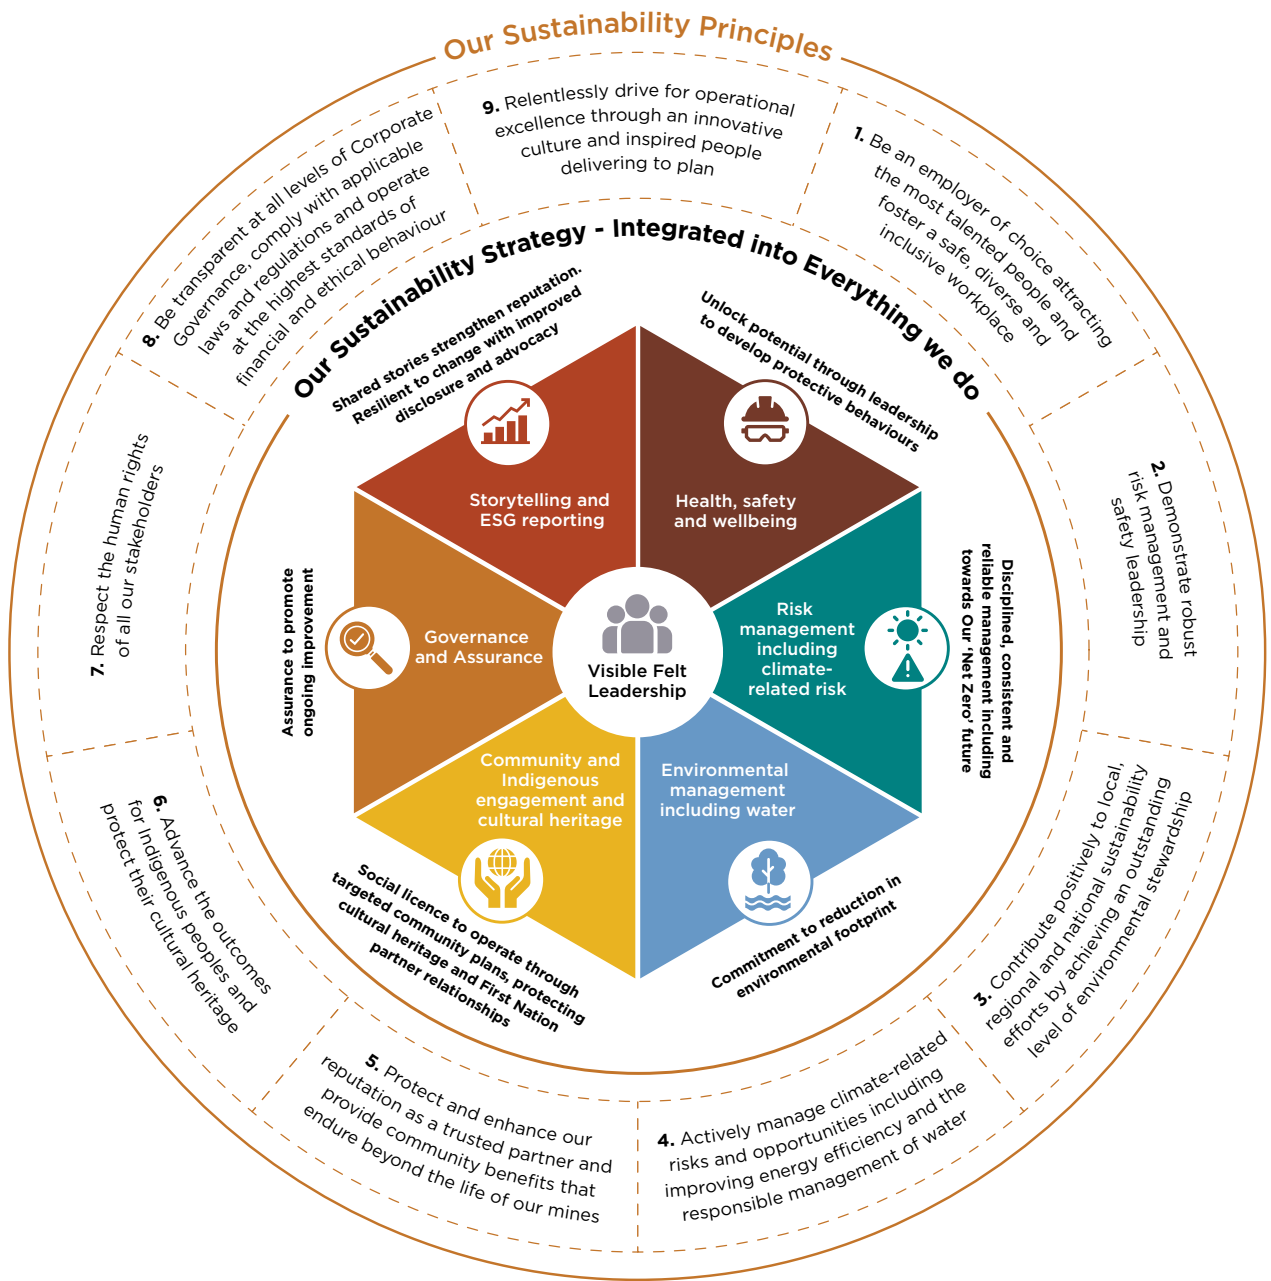 Our Sustainability Principles
1. Be an employer of choice attracting
the most talented people and
foster a safe, diverse and
inclusive workplace
2. Demonstrate robust
risk management and
safety leadership
3. Contribute positively to local,
regional and national sustainability
efforts by achieving an outstanding
level of environmental stewardship
4. Actively manage climate-related
risks and opportunities including
improving energy efficiency and the
responsible management of water
5. Protect and enhance our
reputation as a trusted partner and
provide community benefits that
endure beyond the life of our mines
6. Advance the outcomes
for Indigenous peoples and
protect their cultural heritage
7. Respect the human rights
of all our stakeholders
8. Be transparent at all levels of Corporate
Governance, comply with applicable
laws and regulations and operate
at the highest standards of
financial and ethical behaviour
9. Relentlessly drive for operational
excellence through an innovative
culture and inspired people
delivering to plan
Our Sustainability Strategy - Integrated into Everything we do
Unlock potential through leadership
to develop protective behaviours
Health, safety
and wellbeing
Disciplined, consistent and
reliable management including
towards Our 'Net Zero' future
Risk
management
including
climate-
related risk
Commitment to reduction in
environmental footprint
Environmental
management
including water
Social licence to operate through
targeted community plans, protecting
cultural heritage and First Nation
partner relationships
Community and
Indigenous
engagement and
cultural heritage
Assurance to promote
ongoing improvement
Governance
and Assurance
Shared stories strengthen reputation.
Resilient to change with improved
disclosure and advocacy
Storytelling and
ESG reporting
Visible Felt
Leadership